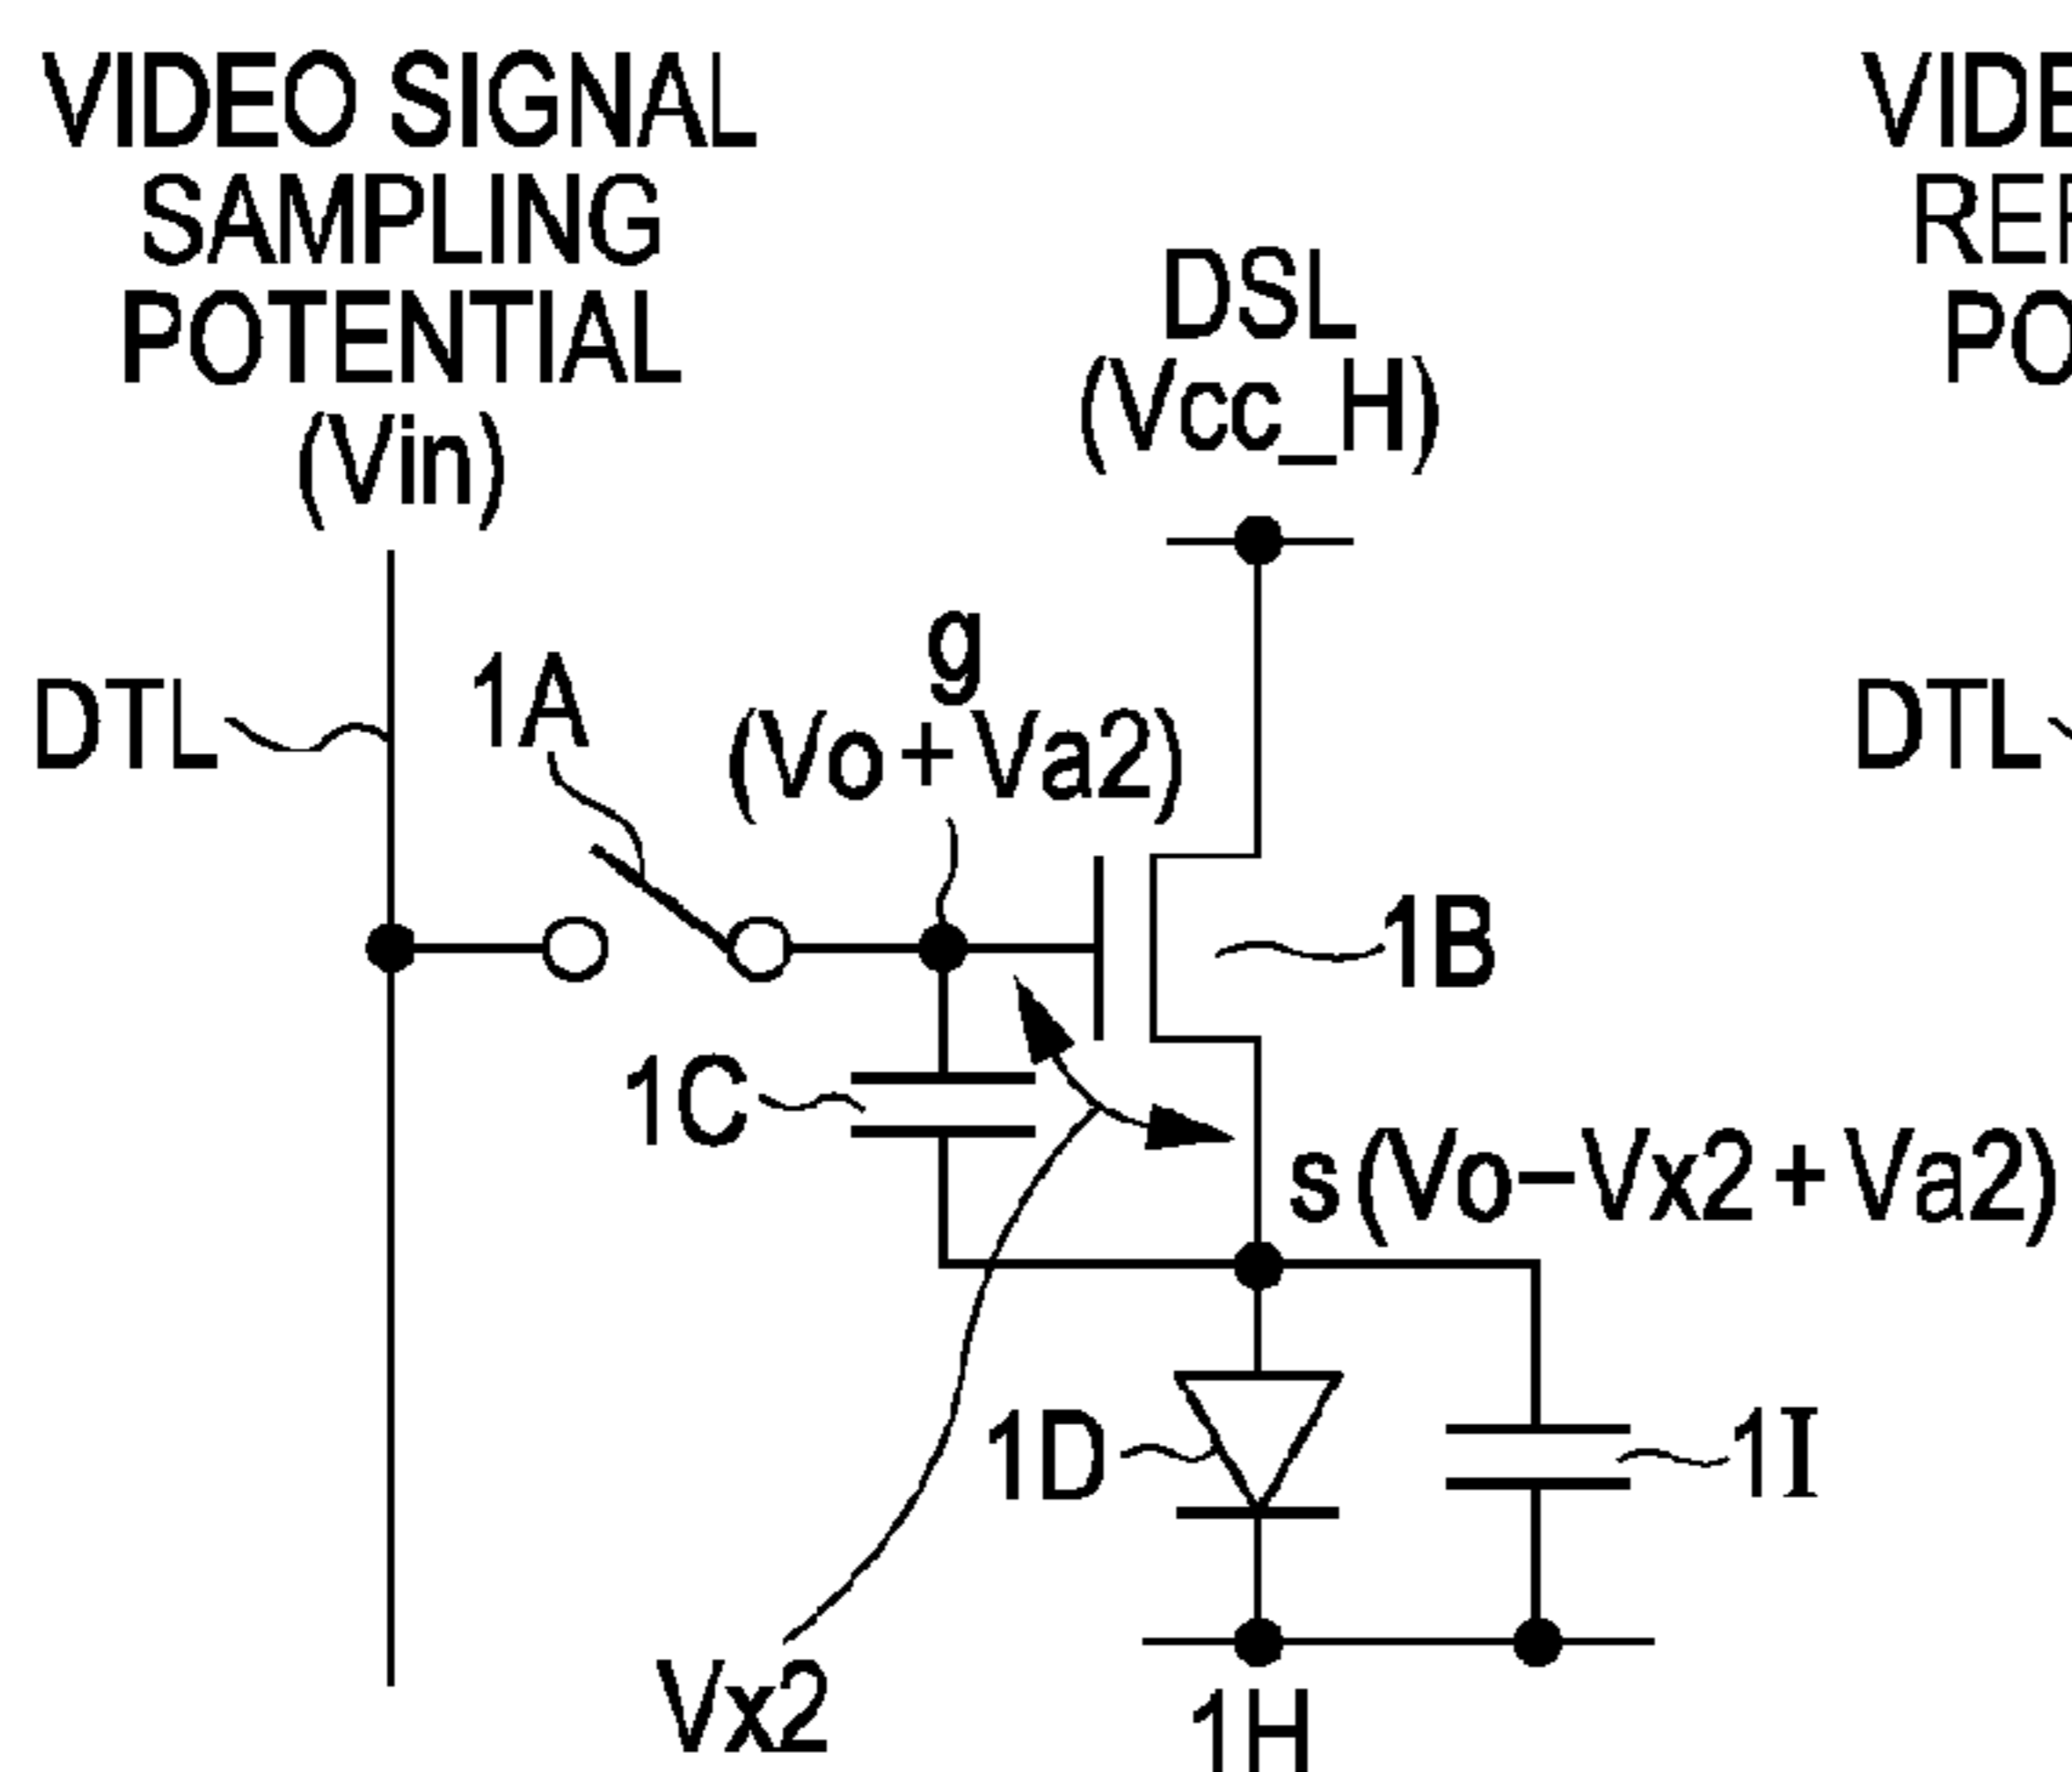 VIDEO SIGNAL
SAMPLING
POTENTIAL
(Vin)
DSL
(Vcc_H)
DTL
1A
g
(Vo+Va2)
1B
1C
s (Vo−Vx2+Va2)
1D
1I
Vx2
1H
DTL